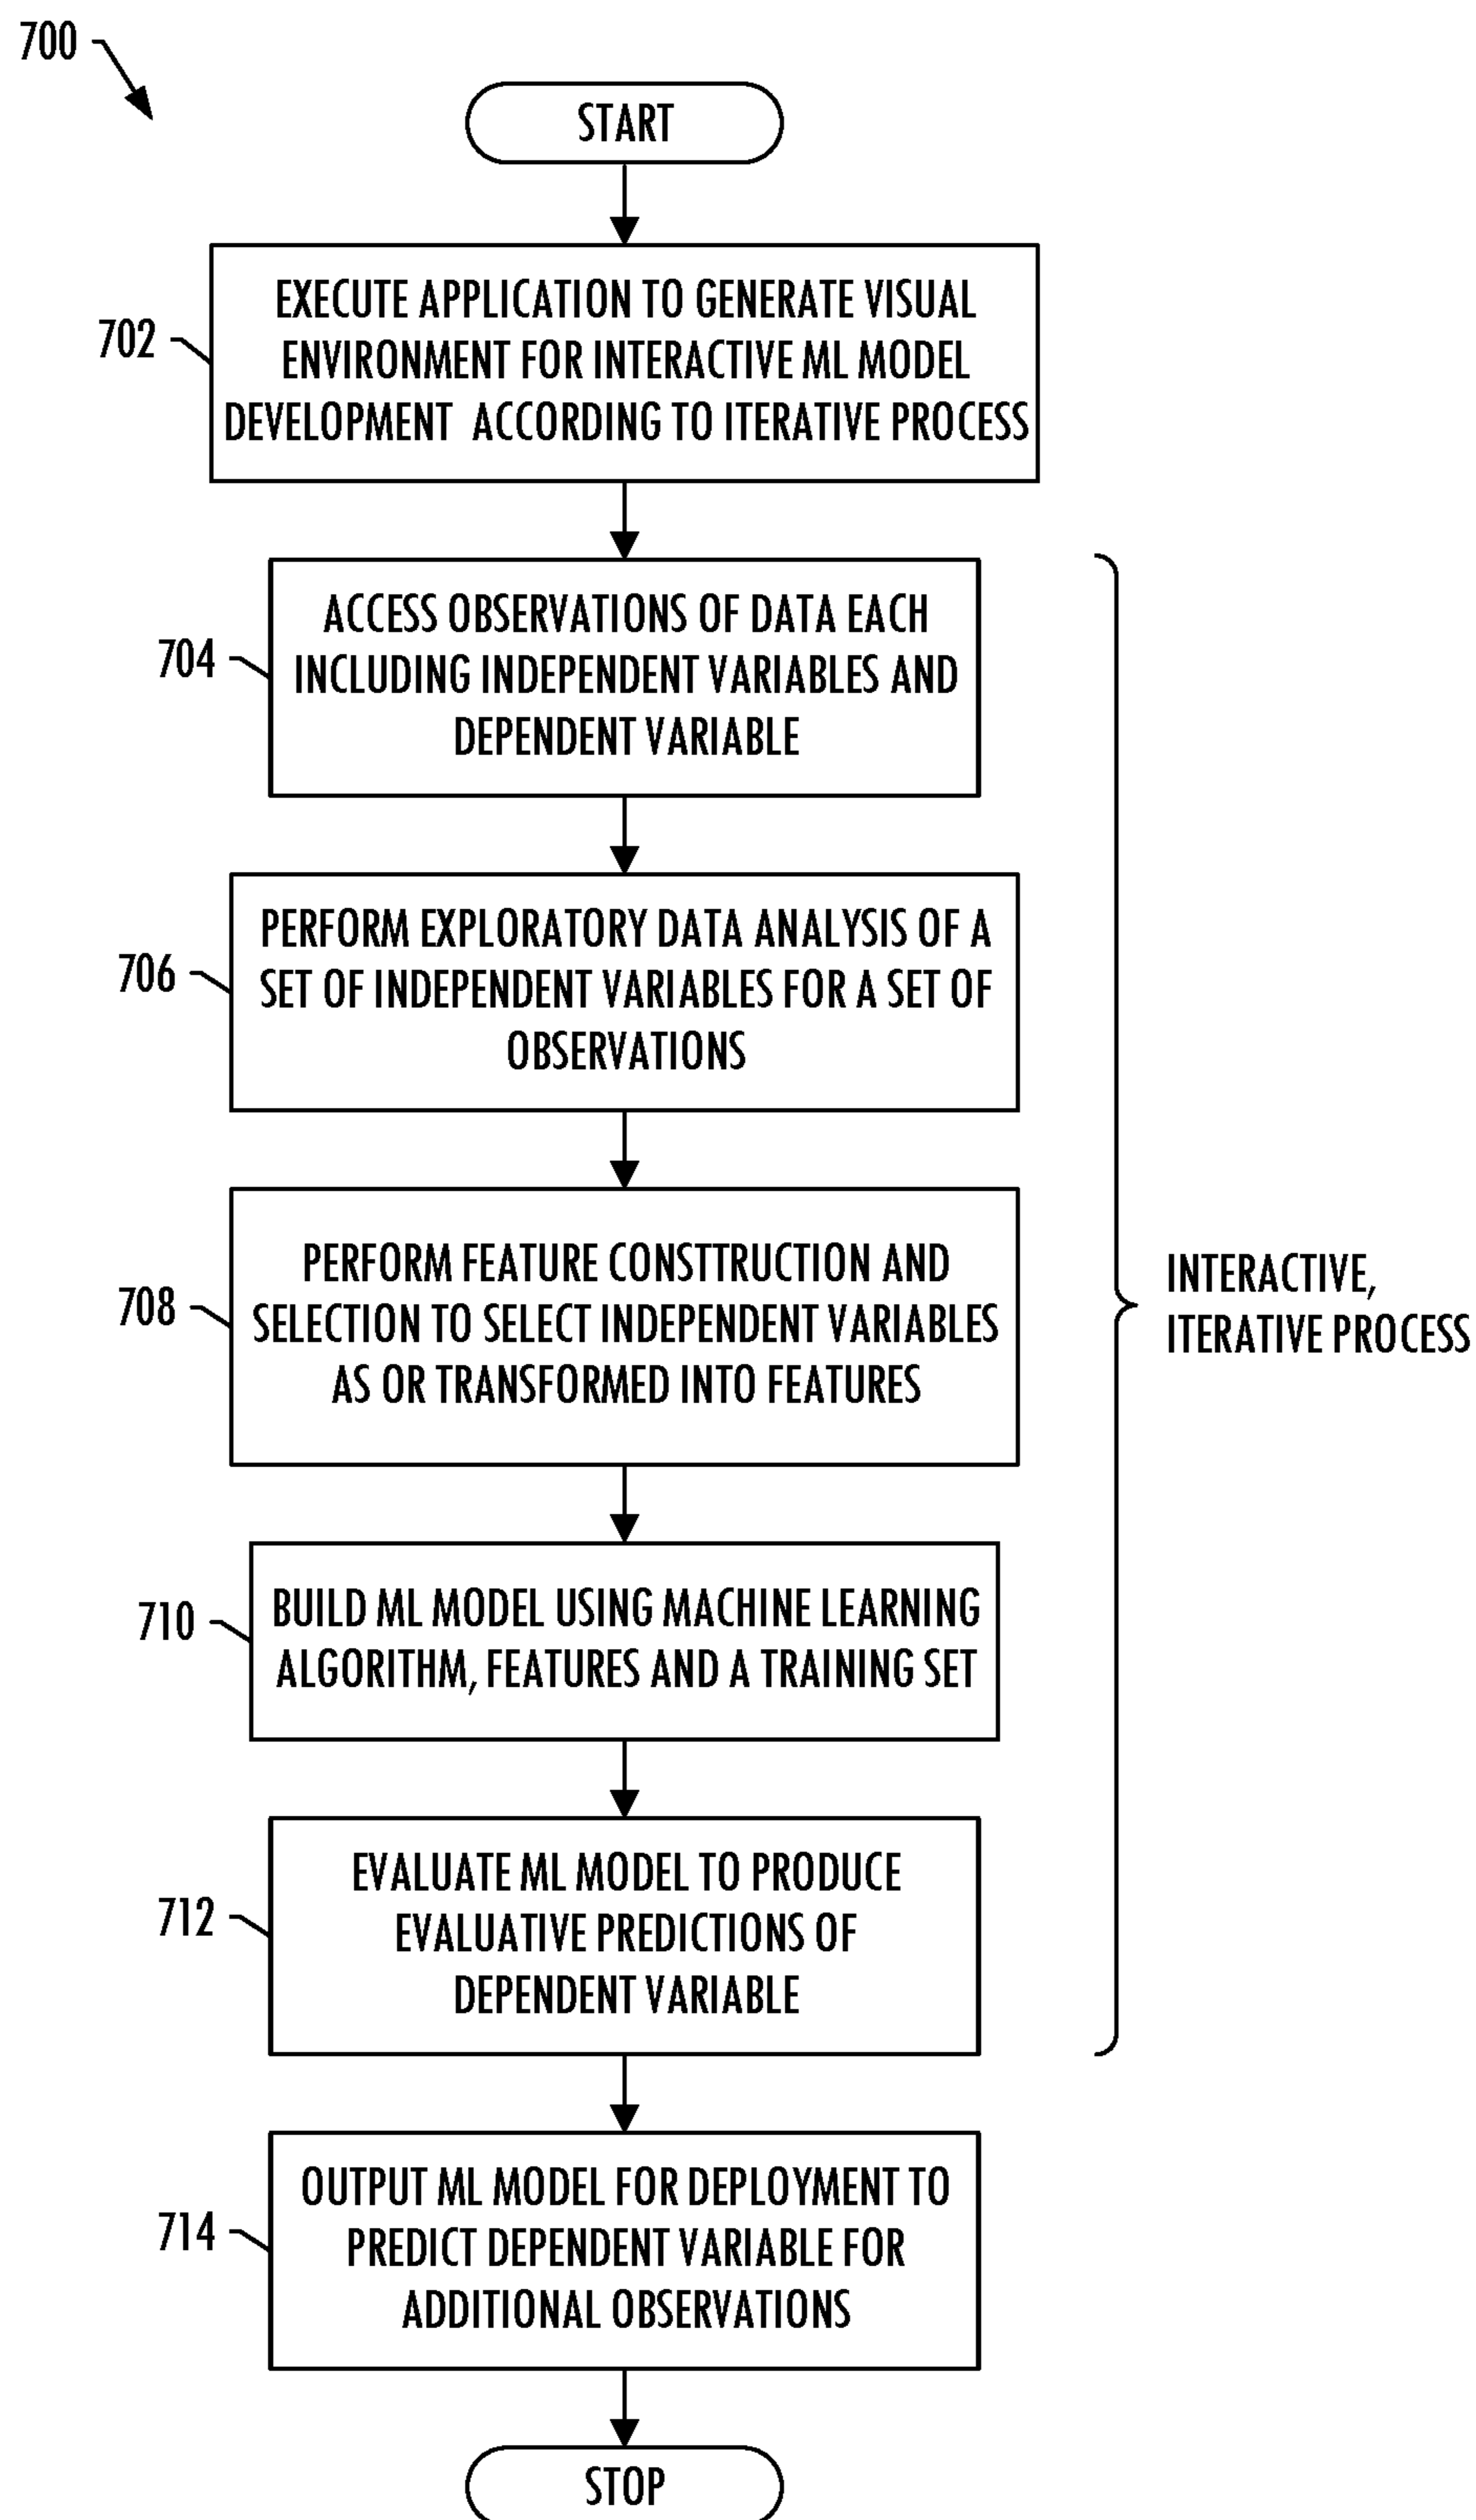 700
START
702
EXECUTE APPLICATION TO GENERATE VISUAL
ENVIRONMENT FOR INTERACTIVE ML MODEL
DEVELOPMENT ACCORDING TO ITERATIVE PROCESS
704
ACCESS OBSERVATIONS OF DATA EACH
INCLUDING INDEPENDENT VARIABLES AND
DEPENDENT VARIABLE
706
PERFORM EXPLORATORY DATA ANALYSIS OF A
SET OF INDEPENDENT VARIABLES FOR A SET OF
OBSERVATIONS
708
PERFORM FEATURE CONSTTRUCTION AND
SELECTION TO SELECT INDEPENDENT VARIABLES
AS OR TRANSFORMED INTO FEATURES
INTERACTIVE,
ITERATIVE PROCESS
710
BUILD ML MODEL USING MACHINE LEARNING
ALGORITHM, FEATURES AND A TRAINING SET
712
EVALUATE ML MODEL TO PRODUCE
EVALUATIVE PREDICTIONS OF
DEPENDENT VARIABLE
714
OUTPUT ML MODEL FOR DEPLOYMENT TO
PREDICT DEPENDENT VARIABLE FOR
ADDITIONAL OBSERVATIONS
STOP